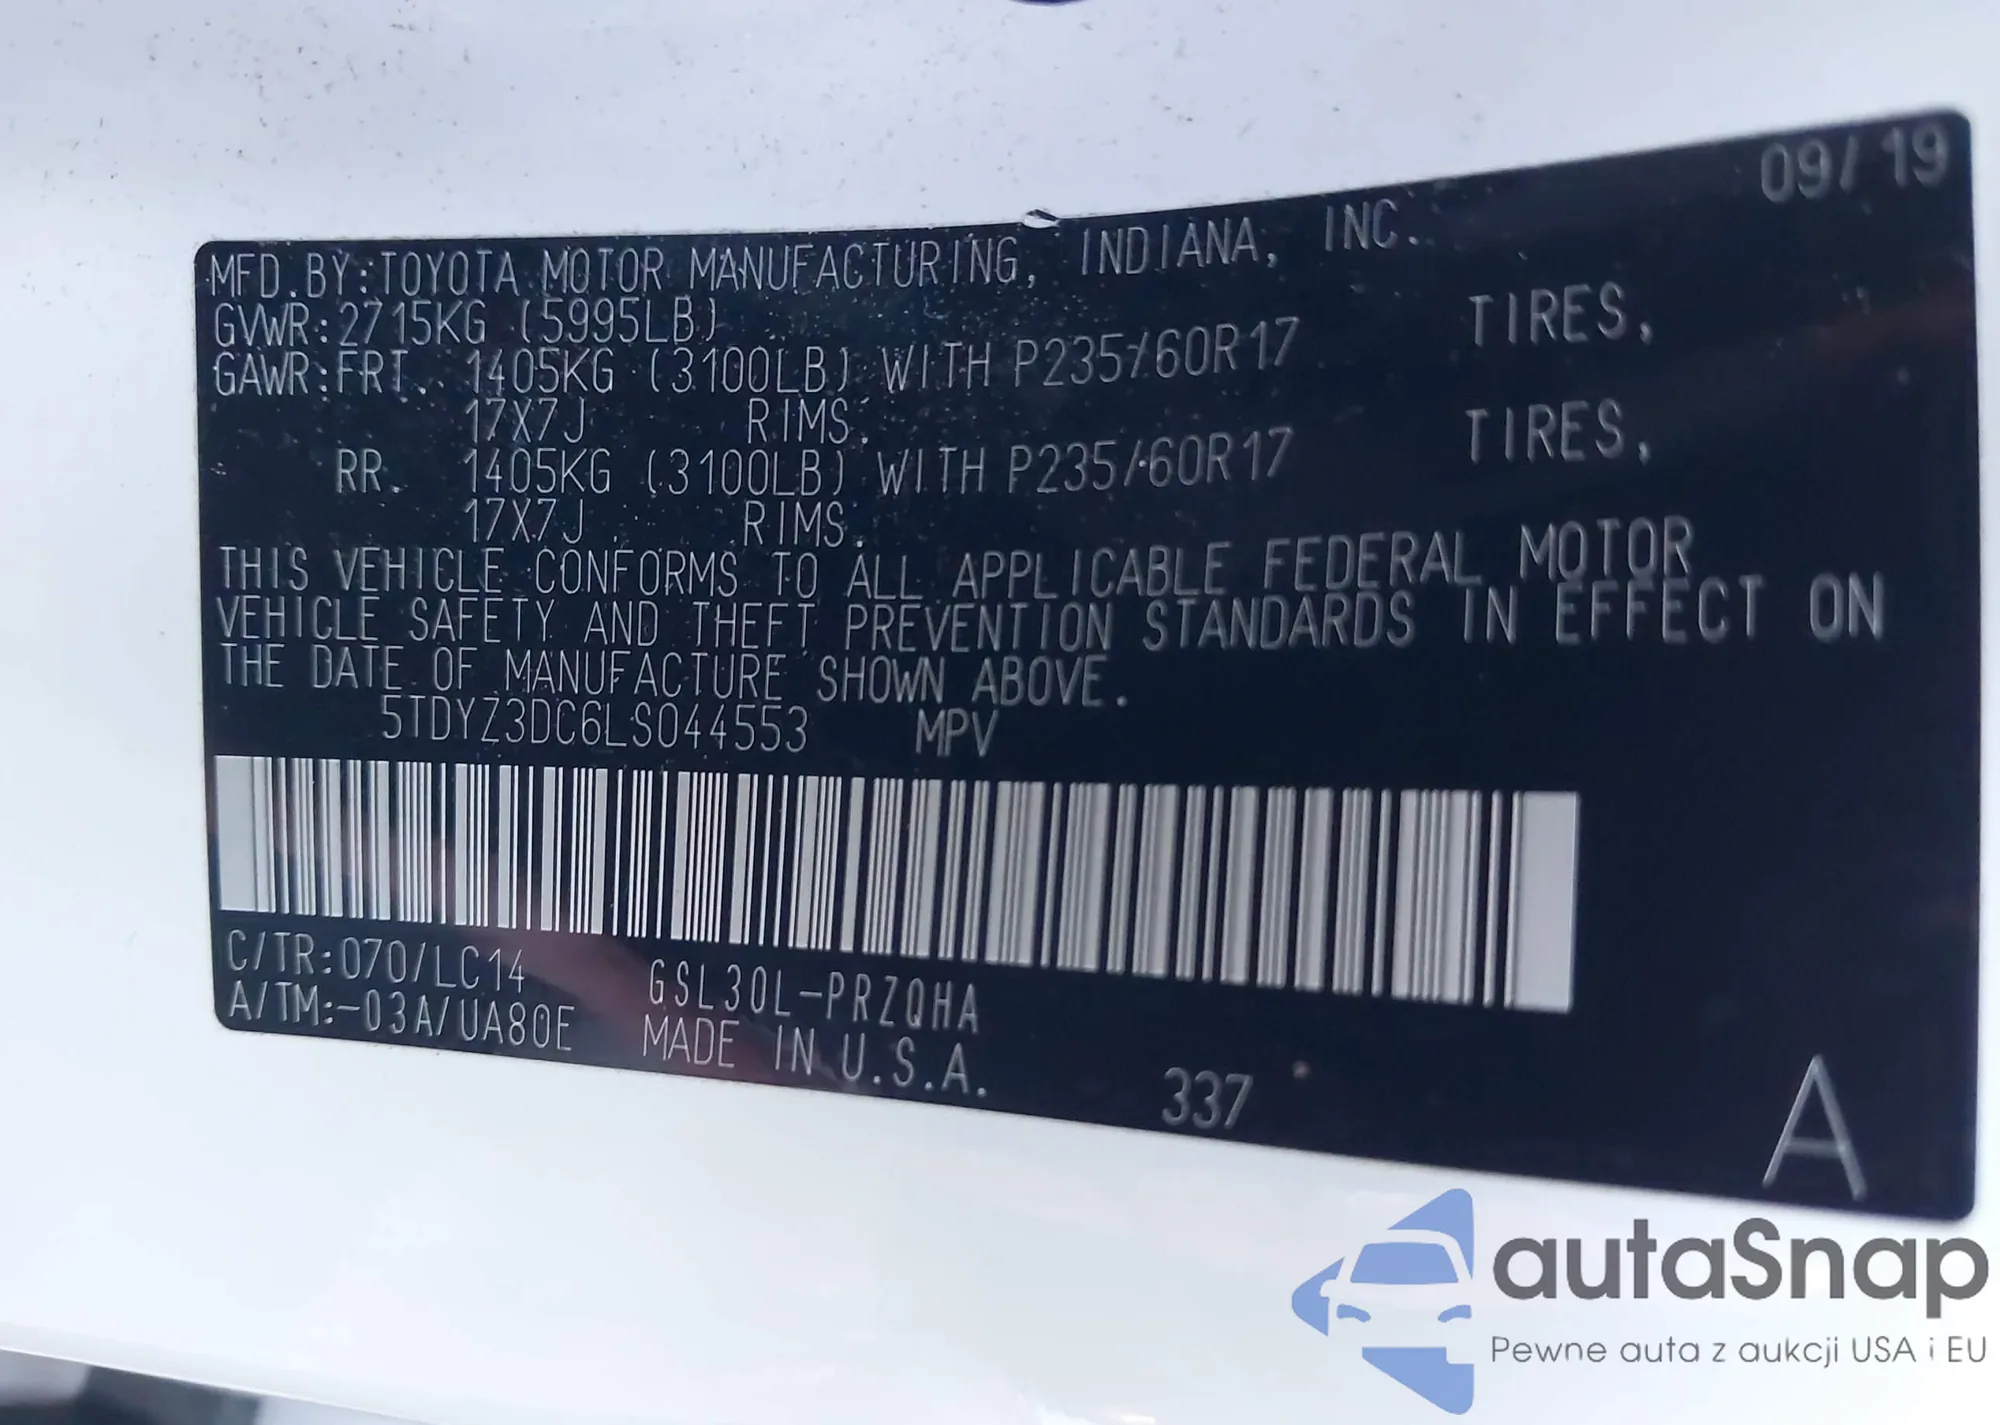 09/19
MFD.BY:TOYOTA MOTOR MANUFACTURING, INDIANA, INC.
GVWR:2715KG (5995LB)
GAWR:FRT. 1405KG (3100LB) WITH P235/60R17 TIRES,
17X7J RIMS.
RR. 1405KG (3100LB) WITH P235/60R17 TIRES,
17X7J RIMS.
THIS VEHICLE CONFORMS TO ALL APPLICABLE FEDERAL MOTOR
VEHICLE SAFETY AND THEFT PREVENTION STANDARDS IN EFFECT ON
THE DATE OF MANUFACTURE SHOWN ABOVE.
5TDYZ3DC6LS044553 MPV
C/TR:070/LC14 GSL30L-PRZQHA
A/TM:-03A/UA80E MADE IN U.S.A.
337
A
autaSnap
Pewne auta z aukcji USA i EU